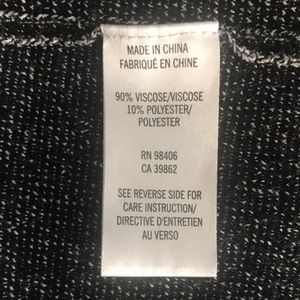 MADE IN CHINA
FABRIQUÉ EN CHINE
90% VISCOSE/VISCOSE
10% POLYESTER/
POLYESTER
RN 98406
CA 39862
SEE REVERSE SIDE FOR
CARE INSTRUCTION/
DIRECTIVE D'ENTRETIEN
AU VERSO